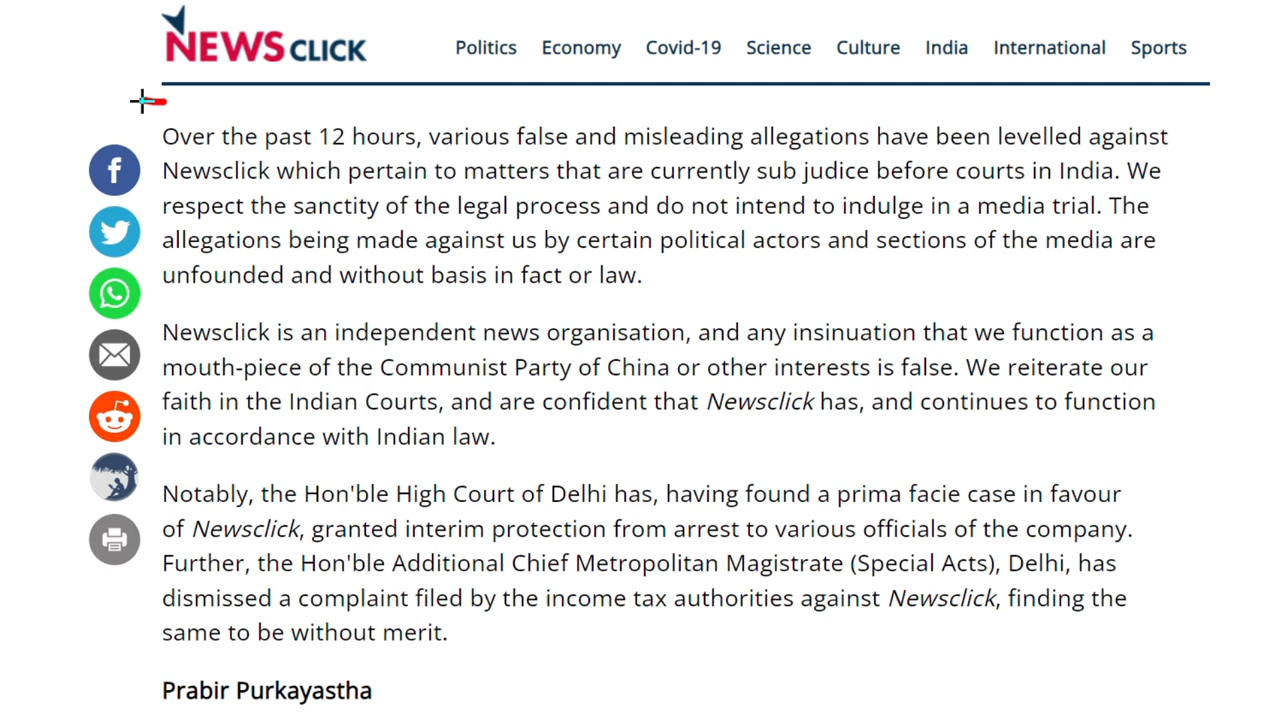 NEWSCLICK
Politics Economy Covid-19 Science Culture India International Sports
Over the past 12 hours, various false and misleading allegations have been levelled against
Newsclick which pertain to matters that are currently sub judice before courts in India. We
respect the sanctity of the legal process and do not intend to indulge in a media trial. The
allegations being made against us by certain political actors and sections of the media are
unfounded and without basis in fact or law.
Newsclick is an independent news organisation, and any insinuation that we function as a
mouth-piece of the Communist Party of China or other interests is false. We reiterate our
faith in the Indian Courts, and are confident that Newsclick has, and continues to function
in accordance with Indian law.
Notably, the Hon'ble High Court of Delhi has, having found a prima facie case in favour
of Newsclick, granted interim protection from arrest to various officials of the company.
Further, the Hon'ble Additional Chief Metropolitan Magistrate (Special Acts), Delhi, has
dismissed a complaint filed by the income tax authorities against Newsclick, finding the
same to be without merit.
Prabir Purkayastha